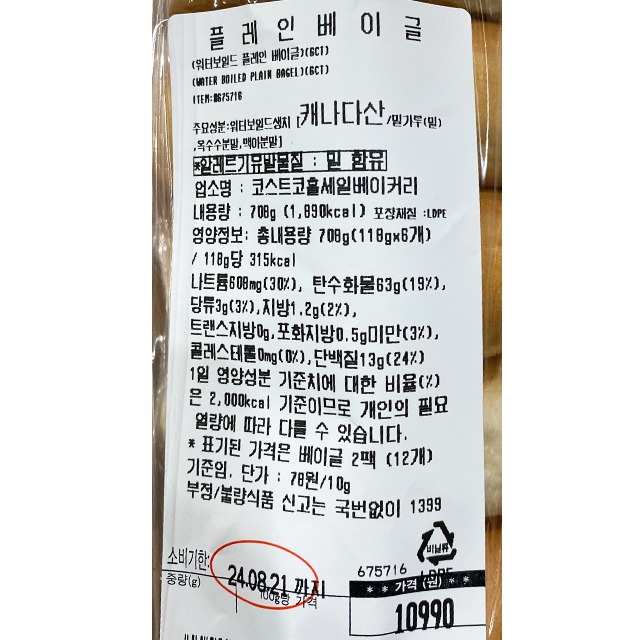 플레인베이글
(워터보일드 플레인 베이글)(6CT)
(WATER BOILED PLAIN BAGEL)(6CT)
ITEM:#675716
주요성분:워터보일드생지 [캐나다산/밀가루(밀)
,옥수수분말,맥아분말]
*알레르기유발물질 : 밀 함유
업소명 : 코스트코홀세일베이커리
내용량 : 708g (1,890kcal) 포장재질 :LDPE
영양정보: 총내용량 708g(118gx6개)
/ 118g당 315kcal
나트륨608mg(30%), 탄수화물63g(19%),
당류3g(3%),지방1.2g(2%),
트랜스지방0g,포화지방0.5g미만(3%),
콜레스테롤0mg(0%),단백질13g(24%)
1일 영양성분 기준치에 대한 비율(%)
은 2,000kcal 기준이므로 개인의 필요
열량에 따라 다를 수 있습니다.
* 표기된 가격은 베이글 2팩 (12개)
기준임. 단가 : 78원/10g
부정/불량식품 신고는 국번없이 1399
비닐류
LDPE
소비기한: 24.08.21 까지
675716
중량(g)
100g당 가격
** 가격 (원) **
10990